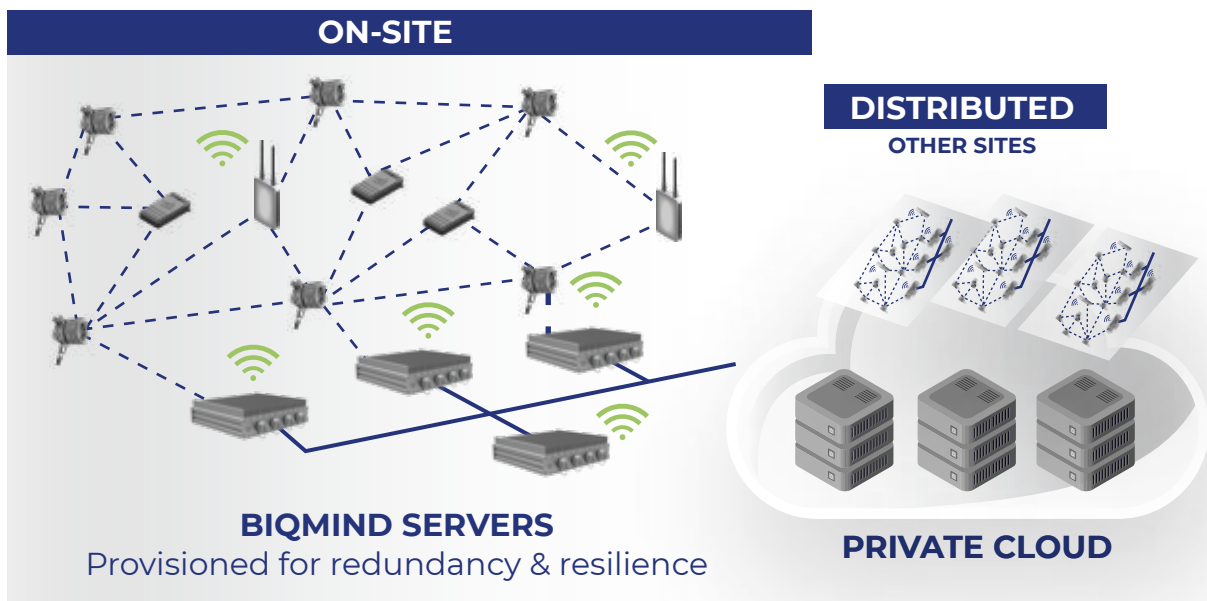 ON-SITE
DISTRIBUTED
OTHER SITES
BIQMIND SERVERS
Provisioned for redundancy & resilience
PRIVATE CLOUD